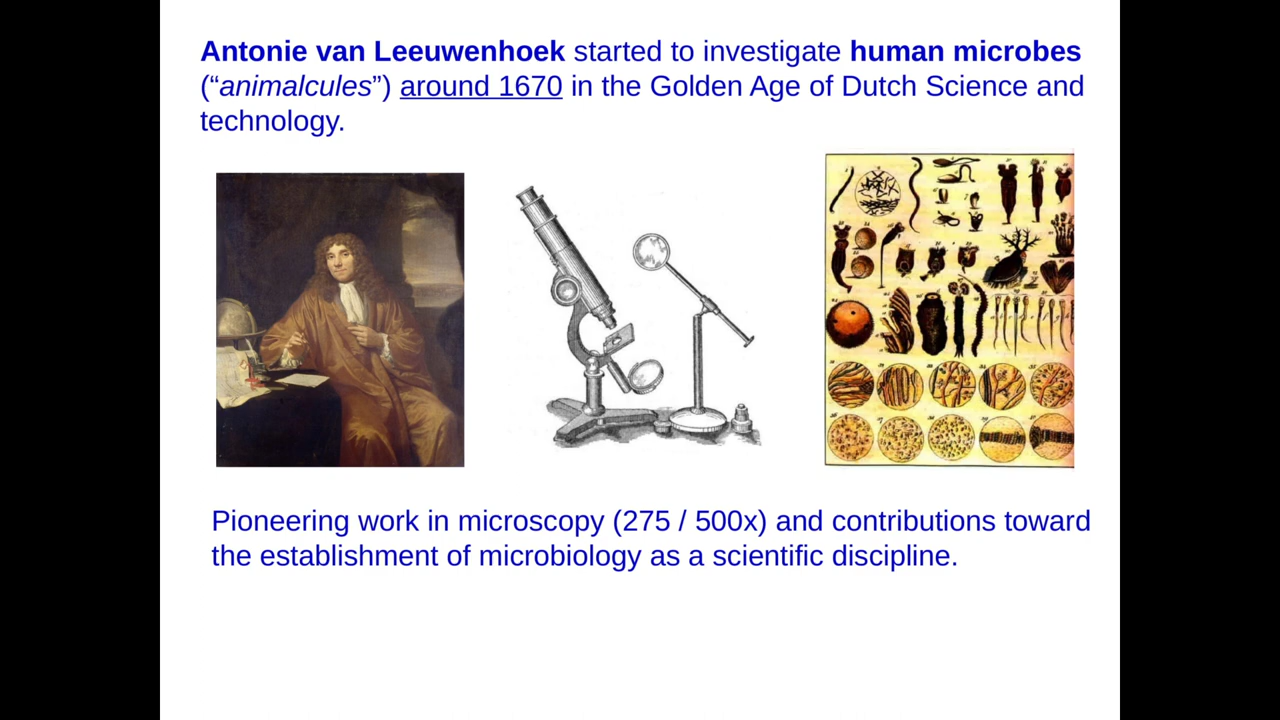 Antonie van Leeuwenhoek started to investigate human microbes
(“animalcules”) around 1670 in the Golden Age of Dutch Science and
technology.
Pioneering work in microscopy (275 / 500x) and contributions toward
the establishment of microbiology as a scientific discipline.